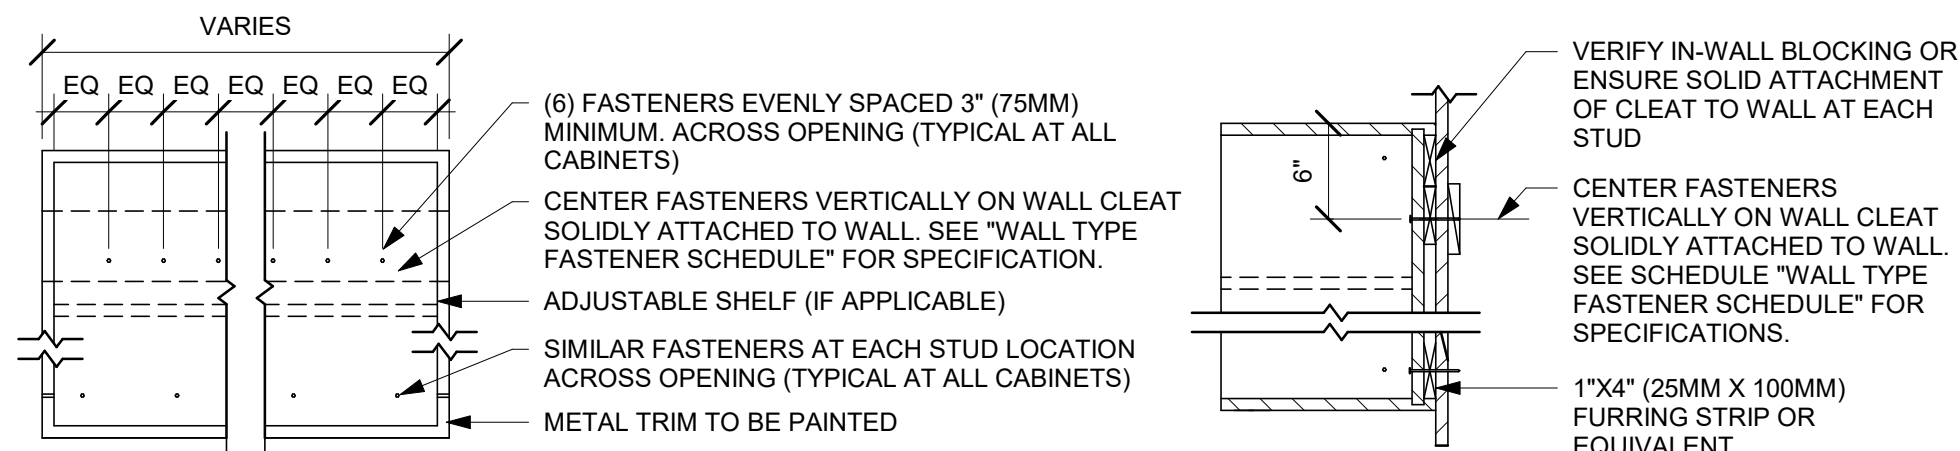 VARIES
EQ EQ EQ EQ EQ EQ EQ
(6) FASTENERS EVENLY SPACED 3" (75MM)
MINIMUM. ACROSS OPENING (TYPICAL AT ALL
CABINETS)
CENTER FASTENERS VERTICALLY ON WALL CLEAT
SOLIDLY ATTACHED TO WALL. SEE "WALL TYPE
FASTENER SCHEDULE" FOR SPECIFICATION.
ADJUSTABLE SHELF (IF APPLICABLE)
SIMILAR FASTENERS AT EACH STUD LOCATION
ACROSS OPENING (TYPICAL AT ALL CABINETS)
METAL TRIM TO BE PAINTED
6"
VERIFY IN-WALL BLOCKING OR
ENSURE SOLID ATTACHMENT
OF CLEAT TO WALL AT EACH
STUD
CENTER FASTENERS
VERTICALLY ON WALL CLEAT
SOLIDLY ATTACHED TO WALL.
SEE SCHEDULE "WALL TYPE
FASTENER SCHEDULE" FOR
SPECIFICATIONS.
1"X4" (25MM X 100MM)
FURRING STRIP OR
EQUIVALENT